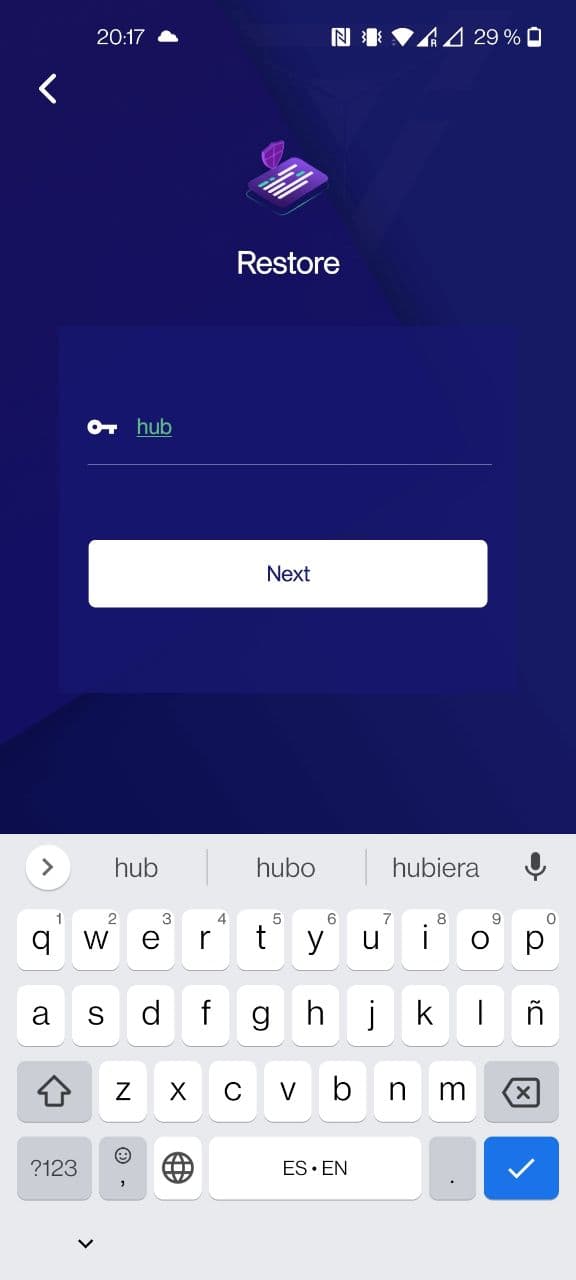 20:17 R 29 %
Restore
hub
Next
hub hubo hubiera
1 2 3 4 5 6 7 8 9 0
q w e r t y u i o p
a s d f g h j k l ñ
z x c v b n m
?123 , ES • EN .